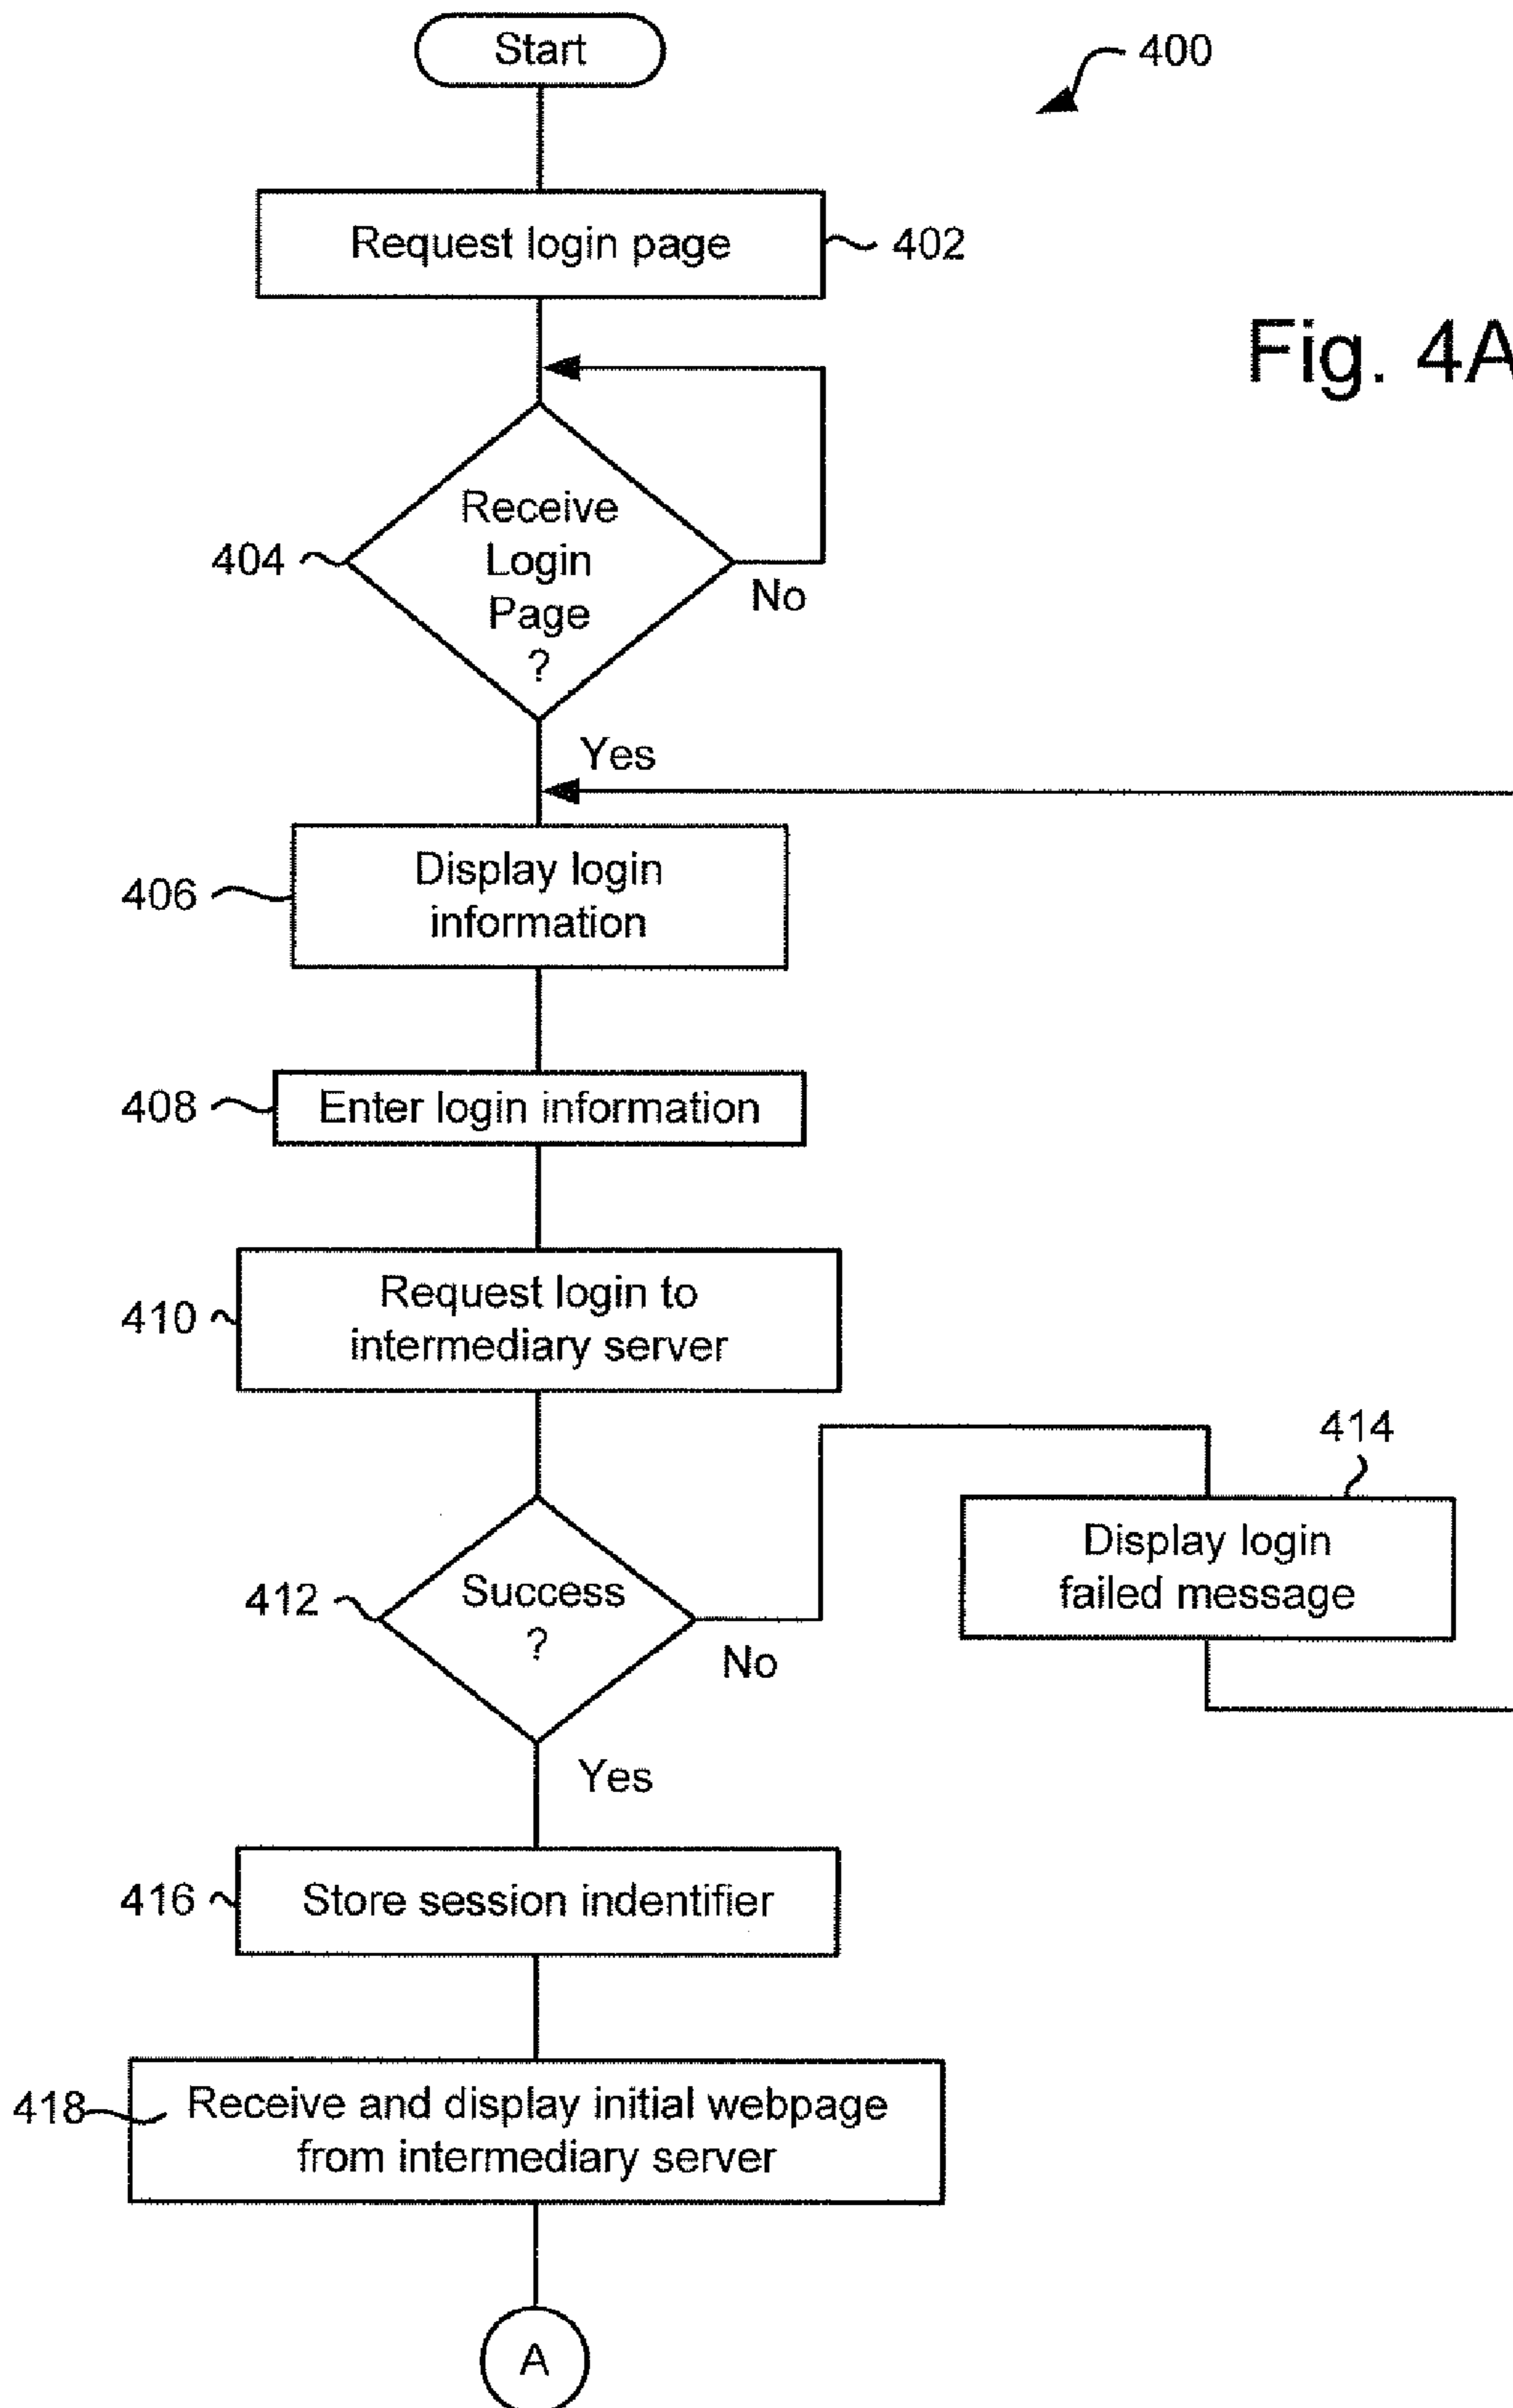 Start
400
Request login page
402
Fig. 4A
Receive
Login
Page
?
404
No
Yes
Display login
information
406
408
Enter login information
Request login to
intermediary server
410
414
Display login
failed message
412
Success
?
No
Yes
416
Store session indentifier
418
Receive and display initial webpage
from intermediary server
A